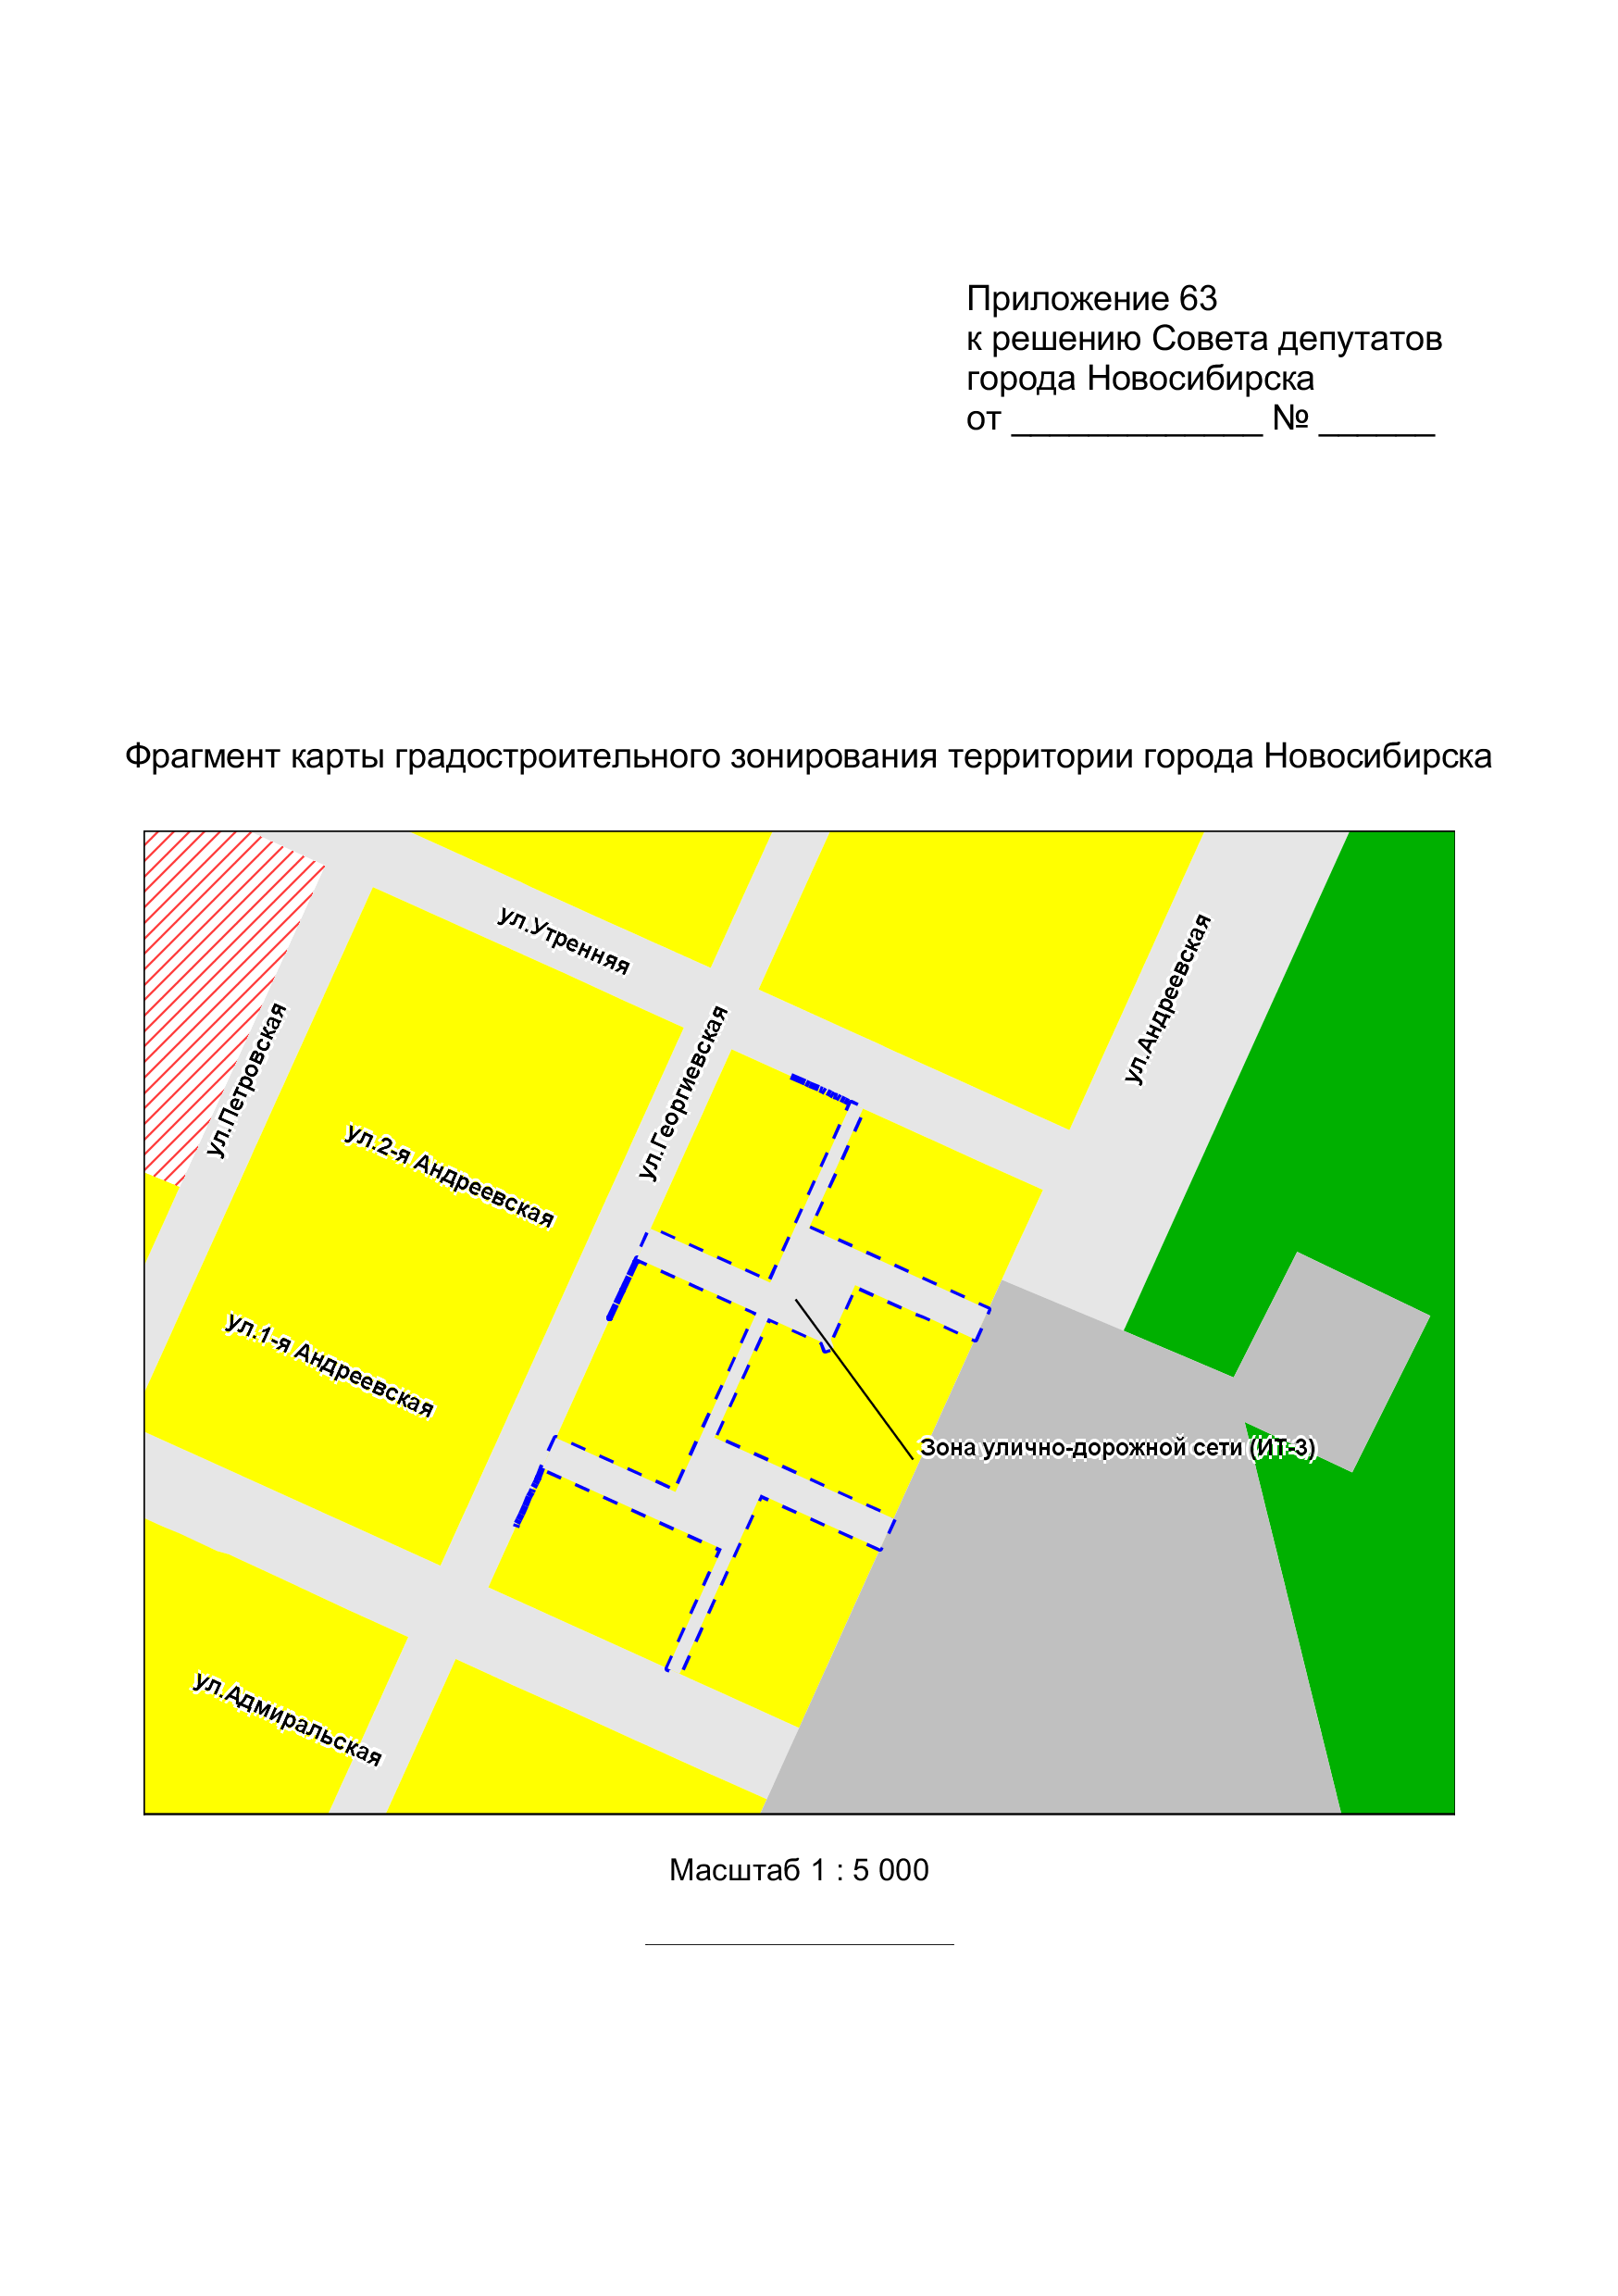 Приложение 63
к решению Совета депутатов
города Новосибирска
от _____________ № ______
Фрагмент карты градостроительного зонирования территории города Новосибирска
ул.Утренняя
ул.Андреевская
ул.Петровская
ул.Георгиевская
ул.2-я Андреевская
ул.1-я Андреевская
Зона улично-дорожной сети (ИТ-3)
ул.Адмиральская
Масштаб 1 : 5 000